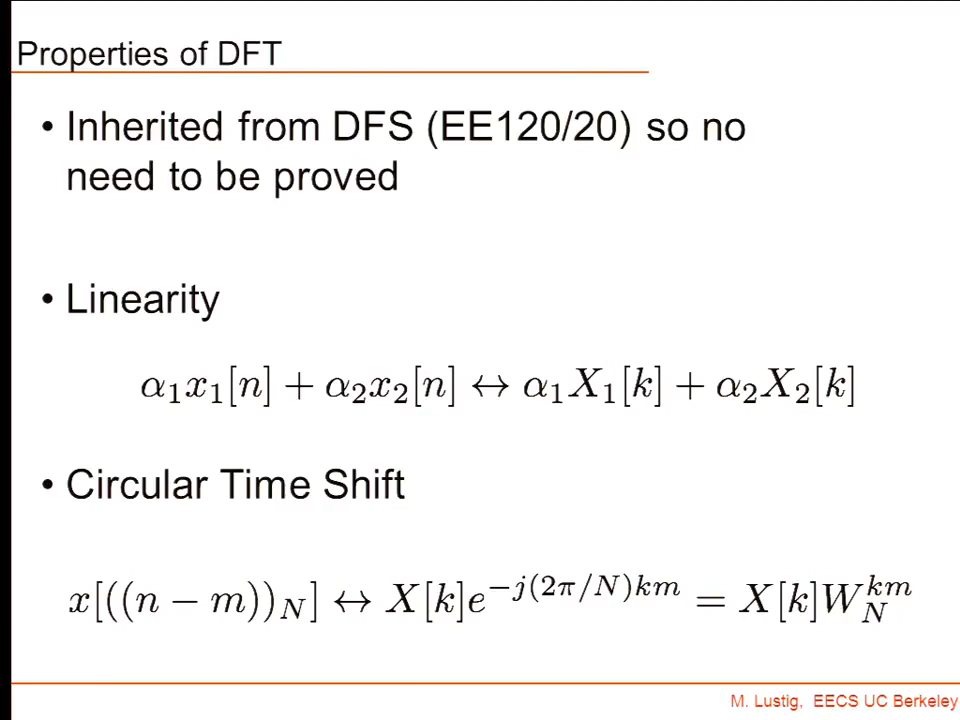 Properties of DFT
• Inherited from DFS (EE120/20) so no
need to be proved
• Linearity
α₁x₁[n] + α₂x₂[n] ↔ α₁X₁[k] + α₂X₂[k]
• Circular Time Shift
x[((n − m))_N] ↔ X[k]e^{−j(2π/N)km} = X[k]W_N^{km}
M. Lustig, EECS UC Berkeley